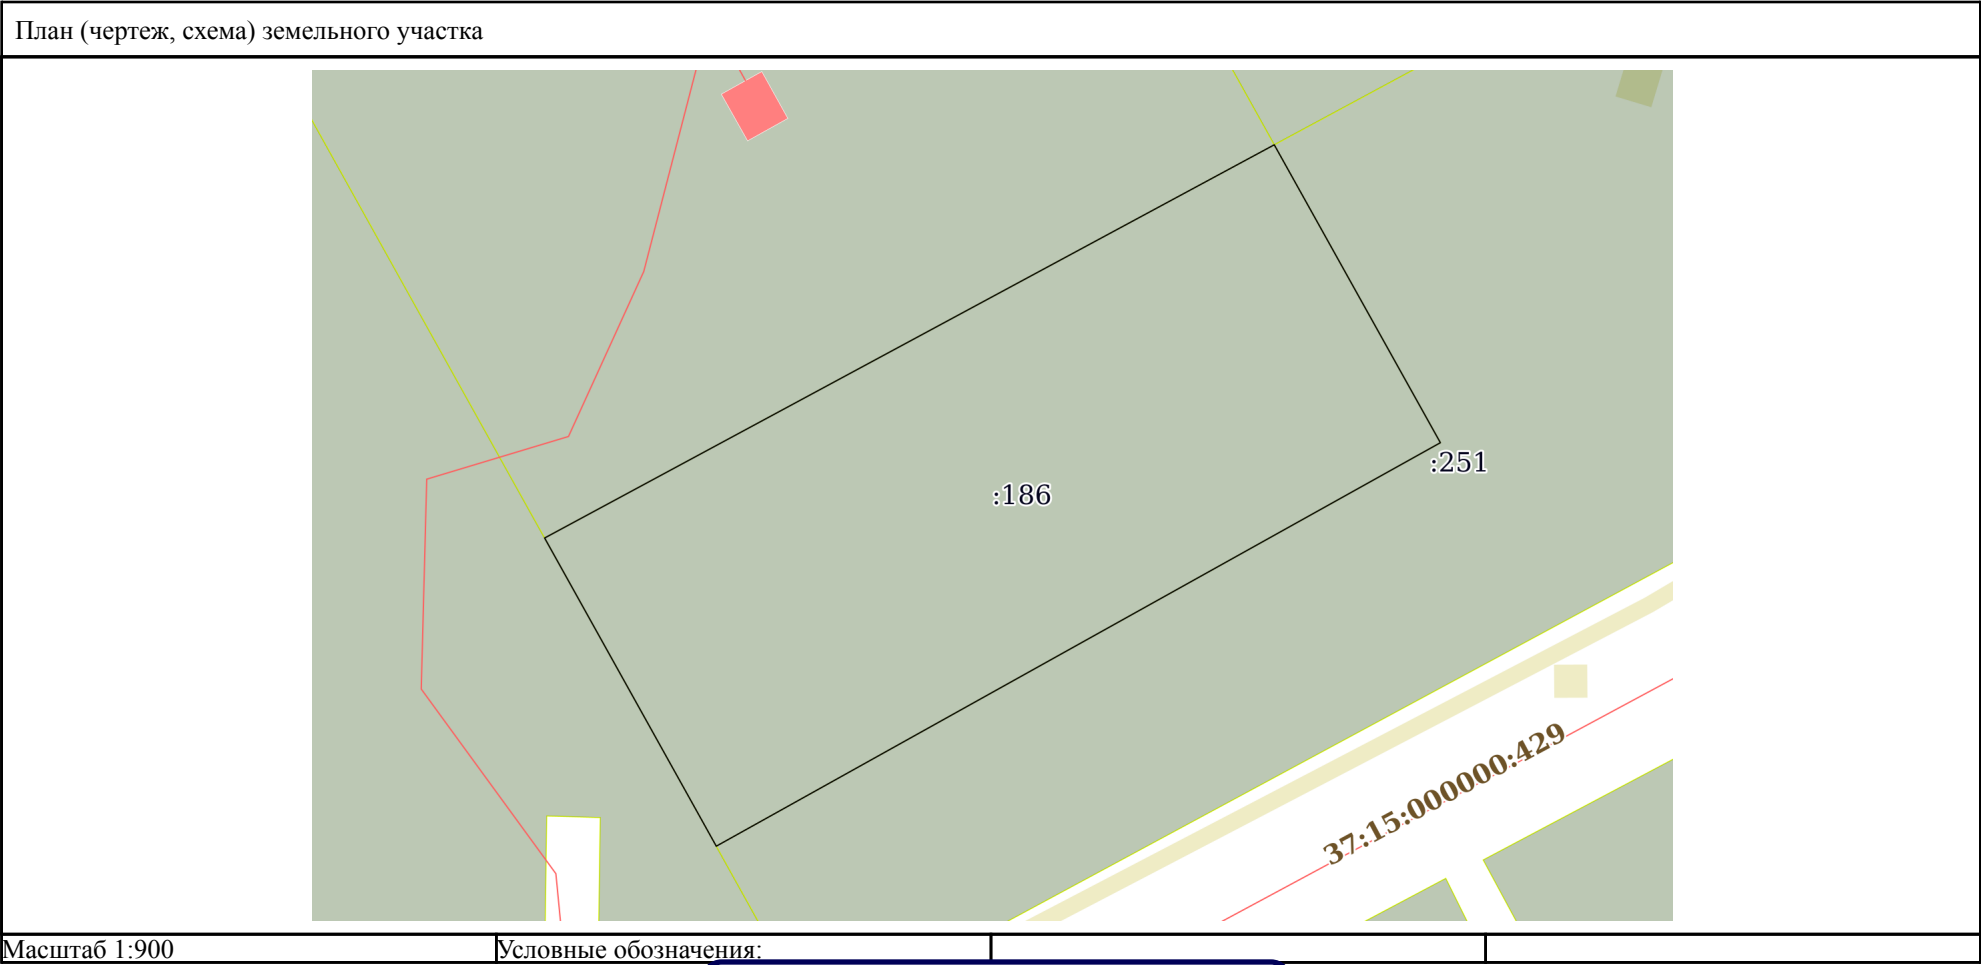 План (чертеж, схема) земельного участка
:251
:186
37:15:000000:429
Масштаб 1:900
Условные обозначения: